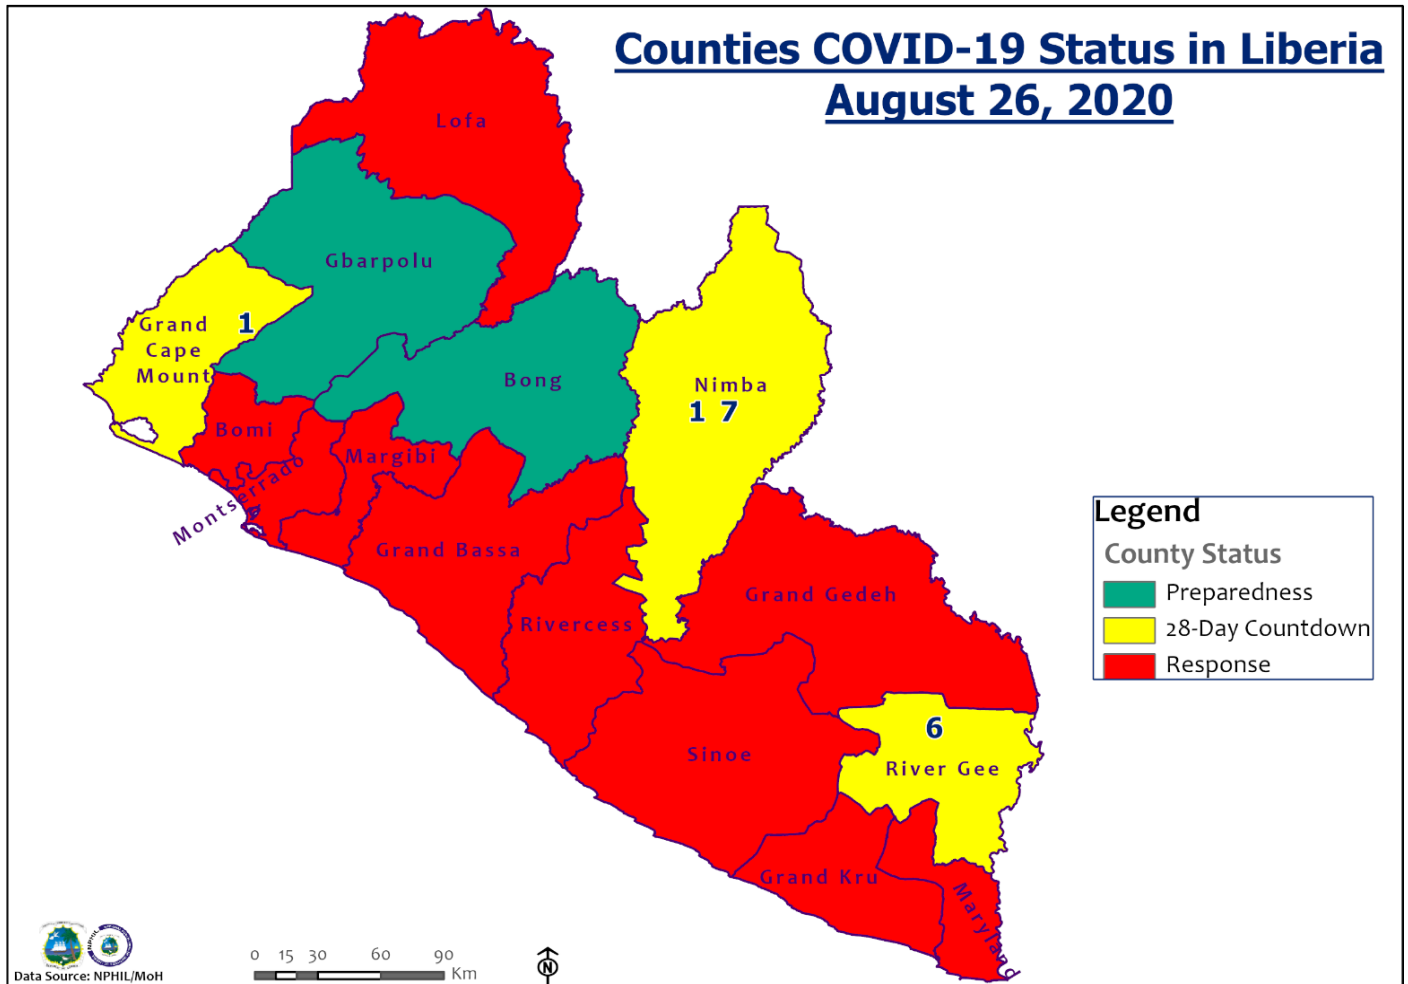 Counties COVID-19 Status in Liberia
August 26, 2020
Lofa
Gbarpolu
Grand
Cape
Mount
1
Bong
Nimba
1 7
Bomi
Margibi
Montserrado
Grand Bassa
Rivercess
Grand Gedeh
Sinoe
6
River Gee
Grand Kru
Maryland
Legend
County Status
Preparedness
28-Day Countdown
Response
NPHIL
Data Source: NPHIL/MoH
0 15 30 60 90
Km
N